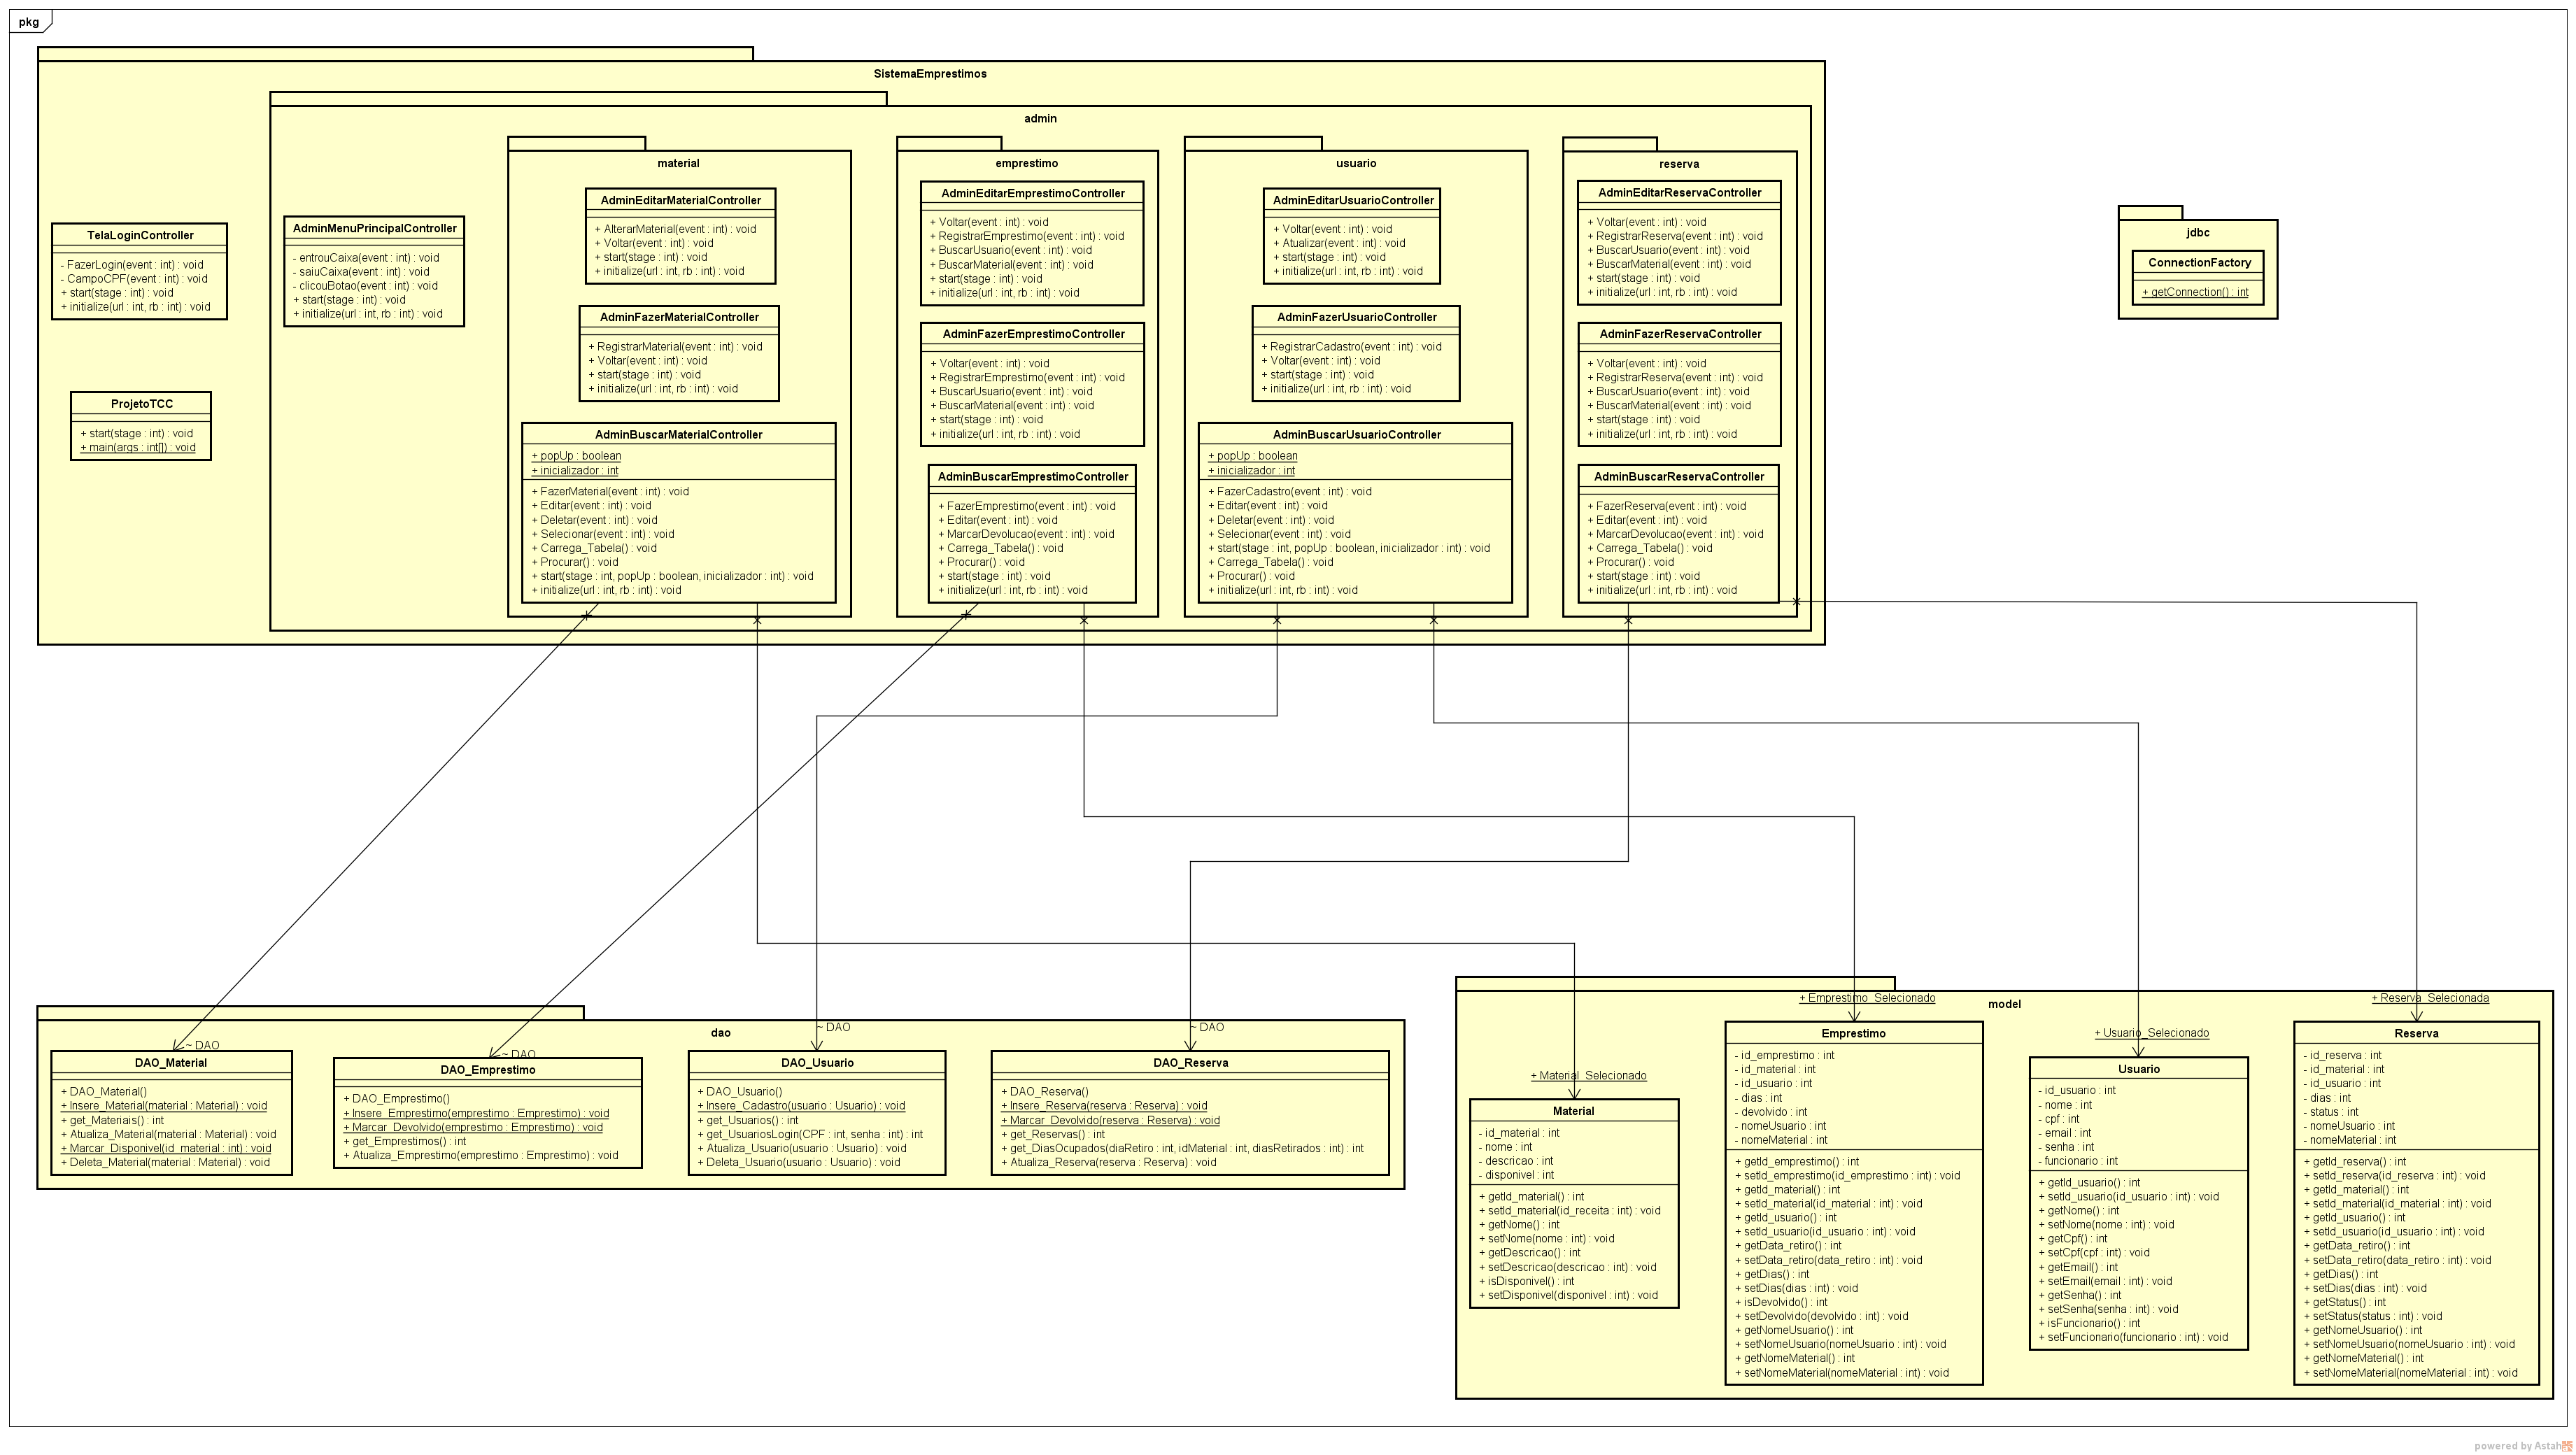 pkg
SistemaEmprestimos
admin
TelaLoginController
- FazerLogin(event : int) : void
- CampoCPF(event : int) : void
+ start(stage : int) : void
+ initialize(url : int, rb : int) : void
ProjetoTCC
+ start(stage : int) : void
+ main(args : int[]) : void
AdminMenuPrincipalController
- entrouCaixa(event : int) : void
- saiuCaixa(event : int) : void
- clicouBotao(event : int) : void
+ start(stage : int) : void
+ initialize(url : int, rb : int) : void
material
AdminEditarMaterialController
+ AlterarMaterial(event : int) : void
+ Voltar(event : int) : void
+ start(stage : int) : void
+ initialize(url : int, rb : int) : void
AdminFazerMaterialController
+ RegistrarMaterial(event : int) : void
+ Voltar(event : int) : void
+ start(stage : int) : void
+ initialize(url : int, rb : int) : void
AdminBuscarMaterialController
+ popUp : boolean
+ inicializador : int
+ FazerMaterial(event : int) : void
+ Editar(event : int) : void
+ Deletar(event : int) : void
+ Selecionar(event : int) : void
+ Carrega_Tabela() : void
+ Procurar() : void
+ start(stage : int, popUp : boolean, inicializador : int) : void
+ initialize(url : int, rb : int) : void
emprestimo
AdminEditarEmprestimoController
+ Voltar(event : int) : void
+ RegistrarEmprestimo(event : int) : void
+ BuscarUsuario(event : int) : void
+ BuscarMaterial(event : int) : void
+ start(stage : int) : void
+ initialize(url : int, rb : int) : void
AdminFazerEmprestimoController
+ Voltar(event : int) : void
+ RegistrarEmprestimo(event : int) : void
+ BuscarUsuario(event : int) : void
+ BuscarMaterial(event : int) : void
+ start(stage : int) : void
+ initialize(url : int, rb : int) : void
AdminBuscarEmprestimoController
+ FazerEmprestimo(event : int) : void
+ Editar(event : int) : void
+ MarcarDevolucao(event : int) : void
+ Carrega_Tabela() : void
+ Procurar() : void
+ start(stage : int) : void
+ initialize(url : int, rb : int) : void
usuario
AdminEditarUsuarioController
+ Voltar(event : int) : void
+ Atualizar(event : int) : void
+ start(stage : int) : void
+ initialize(url : int, rb : int) : void
AdminFazerUsuarioController
+ RegistrarCadastro(event : int) : void
+ Voltar(event : int) : void
+ start(stage : int) : void
+ initialize(url : int, rb : int) : void
AdminBuscarUsuarioController
+ popUp : boolean
+ inicializador : int
+ FazerCadastro(event : int) : void
+ Editar(event : int) : void
+ Deletar(event : int) : void
+ Selecionar(event : int) : void
+ start(stage : int, popUp : boolean, inicializador : int) : void
+ Carrega_Tabela() : void
+ Procurar() : void
+ initialize(url : int, rb : int) : void
reserva
AdminEditarReservaController
+ Voltar(event : int) : void
+ RegistrarReserva(event : int) : void
+ BuscarUsuario(event : int) : void
+ BuscarMaterial(event : int) : void
+ start(stage : int) : void
+ initialize(url : int, rb : int) : void
AdminFazerReservaController
+ Voltar(event : int) : void
+ RegistrarReserva(event : int) : void
+ BuscarUsuario(event : int) : void
+ BuscarMaterial(event : int) : void
+ start(stage : int) : void
+ initialize(url : int, rb : int) : void
AdminBuscarReservaController
+ FazerReserva(event : int) : void
+ Editar(event : int) : void
+ MarcarDevolucao(event : int) : void
+ Carrega_Tabela() : void
+ Procurar() : void
+ start(stage : int) : void
+ initialize(url : int, rb : int) : void
jdbc
ConnectionFactory
+ getConnection() : int
dao
~ DAO
DAO_Material
+ DAO_Material()
+ Insere_Material(material : Material) : void
+ get_Materiais() : int
+ Atualiza_Material(material : Material) : void
+ Marcar_Disponivel(id_material : int) : void
+ Deleta_Material(material : Material) : void
~ DAO
DAO_Emprestimo
+ DAO_Emprestimo()
+ Insere_Emprestimo(emprestimo : Emprestimo) : void
+ Marcar_Devolvido(emprestimo : Emprestimo) : void
+ get_Emprestimos() : int
+ Atualiza_Emprestimo(emprestimo : Emprestimo) : void
~ DAO
DAO_Usuario
+ DAO_Usuario()
+ Insere_Cadastro(usuario : Usuario) : void
+ get_Usuarios() : int
+ get_UsuariosLogin(CPF : int, senha : int) : int
+ Atualiza_Usuario(usuario : Usuario) : void
+ Deleta_Usuario(usuario : Usuario) : void
~ DAO
DAO_Reserva
+ DAO_Reserva()
+ Insere_Reserva(reserva : Reserva) : void
+ Marcar_Devolvido(reserva : Reserva) : void
+ get_Reservas() : int
+ get_DiasOcupados(diaRetiro : int, idMaterial : int, diasRetirados : int) : int
+ Atualiza_Reserva(reserva : Reserva) : void
model
+ Material_Selecionado
Material
- id_material : int
- nome : int
- descricao : int
- disponivel : int
+ getId_material() : int
+ setId_material(id_receita : int) : void
+ getNome() : int
+ setNome(nome : int) : void
+ getDescricao() : int
+ setDescricao(descricao : int) : void
+ isDisponivel() : int
+ setDisponivel(disponivel : int) : void
+ Emprestimo_Selecionado
Emprestimo
- id_emprestimo : int
- id_material : int
- id_usuario : int
- dias : int
- devolvido : int
- nomeUsuario : int
- nomeMaterial : int
+ getId_emprestimo() : int
+ setId_emprestimo(id_emprestimo : int) : void
+ getId_material() : int
+ setId_material(id_material : int) : void
+ getId_usuario() : int
+ setId_usuario(id_usuario : int) : void
+ getData_retiro() : int
+ setData_retiro(data_retiro : int) : void
+ getDias() : int
+ setDias(dias : int) : void
+ isDevolvido() : int
+ setDevolvido(devolvido : int) : void
+ getNomeUsuario() : int
+ setNomeUsuario(nomeUsuario : int) : void
+ getNomeMaterial() : int
+ setNomeMaterial(nomeMaterial : int) : void
+ Usuario_Selecionado
Usuario
- id_usuario : int
- nome : int
- cpf : int
- email : int
- senha : int
- funcionario : int
+ getId_usuario() : int
+ setId_usuario(id_usuario : int) : void
+ getNome() : int
+ setNome(nome : int) : void
+ getCpf() : int
+ setCpf(cpf : int) : void
+ getEmail() : int
+ setEmail(email : int) : void
+ getSenha() : int
+ setSenha(senha : int) : void
+ isFuncionario() : int
+ setFuncionario(funcionario : int) : void
+ Reserva_Selecionada
Reserva
- id_reserva : int
- id_material : int
- id_usuario : int
- dias : int
- status : int
- nomeUsuario : int
- nomeMaterial : int
+ getId_reserva() : int
+ setId_reserva(id_reserva : int) : void
+ getId_material() : int
+ setId_material(id_material : int) : void
+ getId_usuario() : int
+ setId_usuario(id_usuario : int) : void
+ getData_retiro() : int
+ setData_retiro(data_retiro : int) : void
+ getDias() : int
+ setDias(dias : int) : void
+ getStatus() : int
+ setStatus(status : int) : void
+ getNomeUsuario() : int
+ setNomeUsuario(nomeUsuario : int) : void
+ getNomeMaterial() : int
+ setNomeMaterial(nomeMaterial : int) : void
powered by Astah